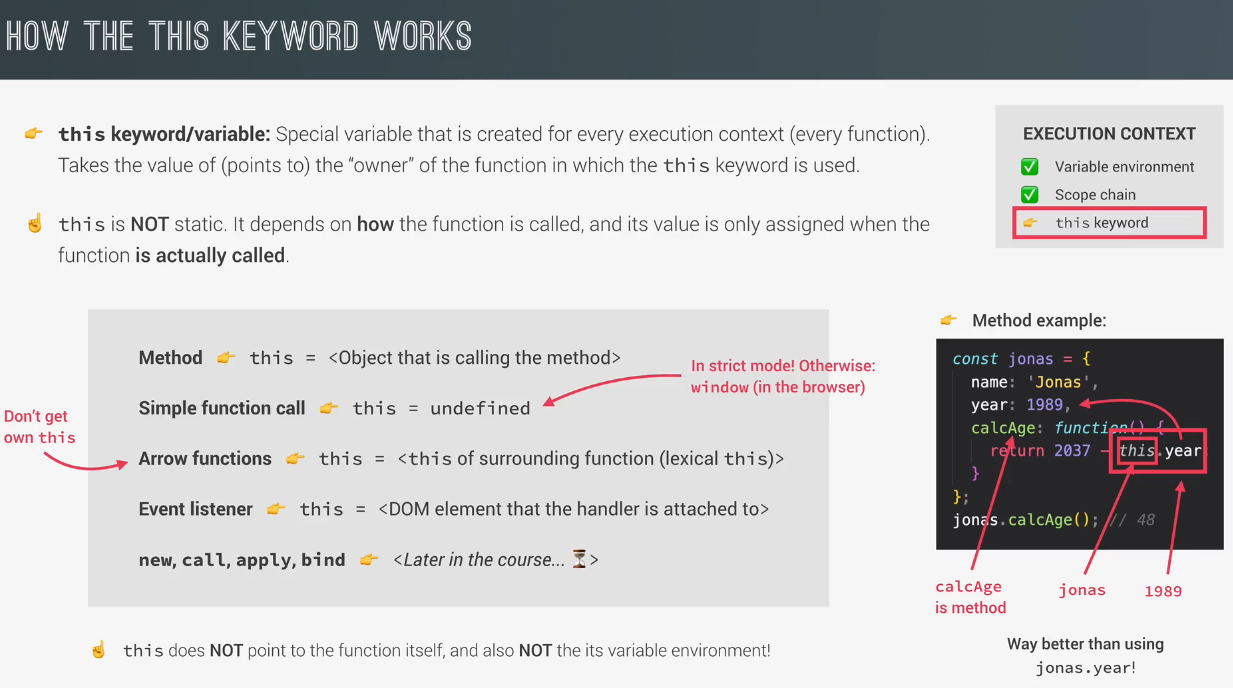 HOW THE THIS KEYWORD WORKS
👉 this keyword/variable: Special variable that is created for every execution context (every function).
Takes the value of (points to) the “owner” of the function in which the this keyword is used.
☝️ this is NOT static. It depends on how the function is called, and its value is only assigned when the
function is actually called.
EXECUTION CONTEXT
✅ Variable environment
✅ Scope chain
👉 this keyword
Method 👉 this = <Object that is calling the method>
Simple function call 👉 this = undefined
In strict mode! Otherwise:
window (in the browser)
Don’t get
own this
Arrow functions 👉 this = <this of surrounding function (lexical this)>
Event listener 👉 this = <DOM element that the handler is attached to>
new, call, apply, bind 👉 <Later in the course... ⏳>
☝️ this does NOT point to the function itself, and also NOT the its variable environment!
👉 Method example:
const jonas = {
name: 'Jonas',
year: 1989,
calcAge: function() {
return 2037 - this.year
}
};
jonas.calcAge(); // 48
calcAge
is method
jonas
1989
Way better than using
jonas.year!